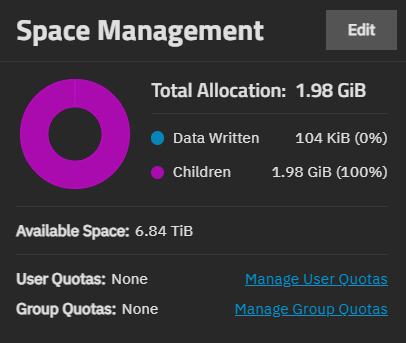 Space Management Edit
Total Allocation: 1.98 GiB
Data Written 104 KiB (0%)
Children 1.98 GiB (100%)
Available Space: 6.84 TiB
User Quotas: None Manage User Quotas
Group Quotas: None Manage Group Quotas